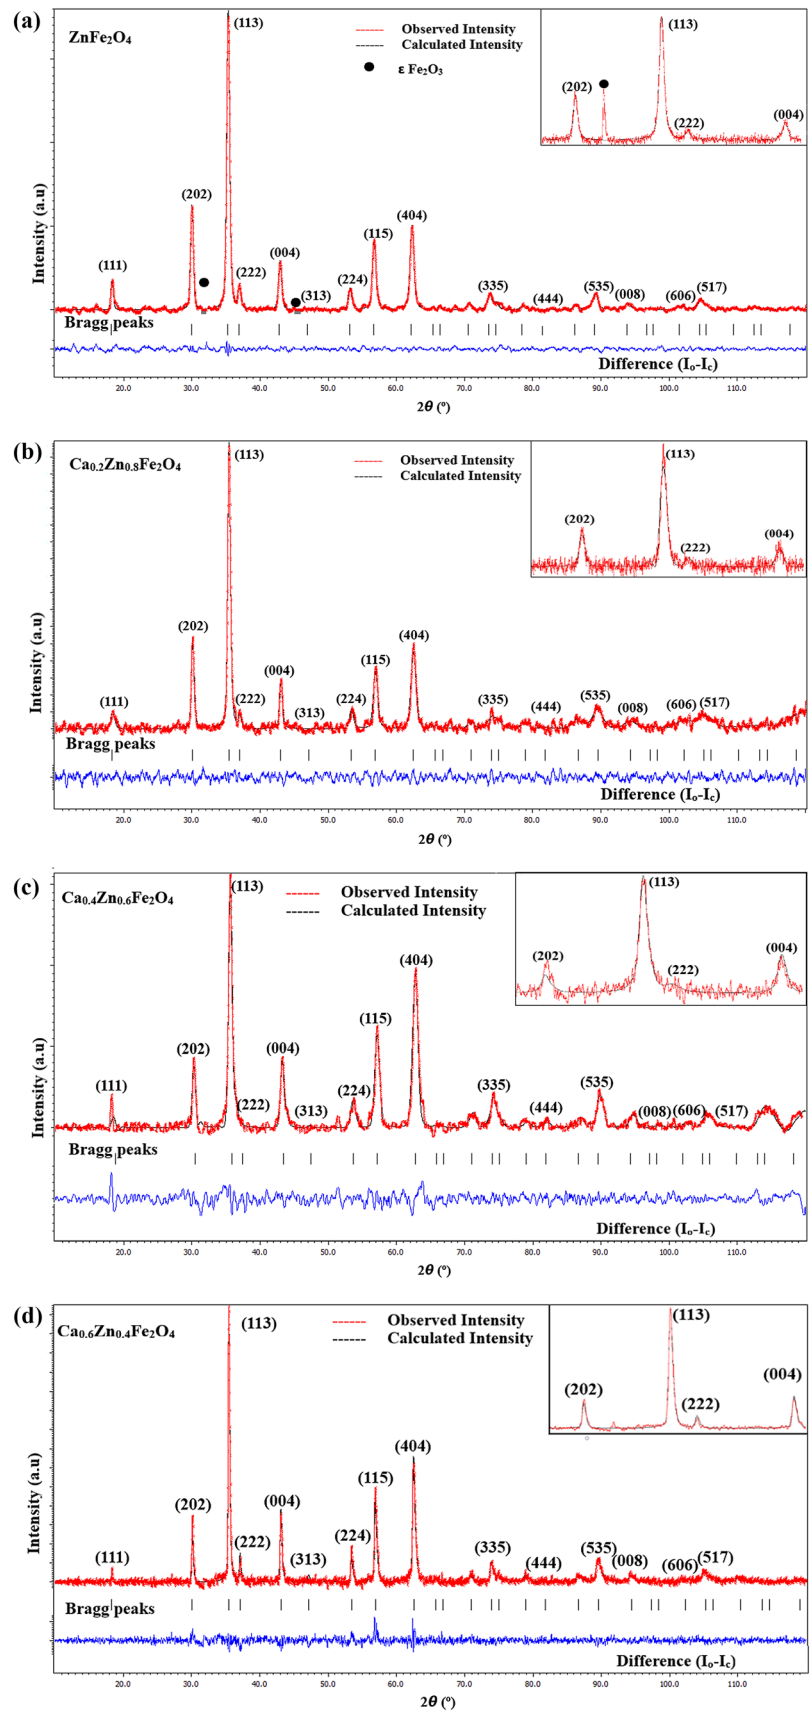 (a)
ZnFe₂O₄
(113)
Observed Intensity
Calculated Intensity
ε Fe₂O₃
(113)
(202)
(222)
(004)
Intensity (a.u)
(111)
(202)
(222)
(004)
(313)
(224)
(115)
(404)
(335)
(444)
(535)
(008)
(606)
(517)
Bragg peaks
Difference (Iₒ-I꜀)
20.0 30.0 40.0 50.0 60.0 70.0 80.0 90.0 100.0 110.0
2θ (º)
(b)
Ca₀.₂Zn₀.₈Fe₂O₄
(113)
Observed Intensity
Calculated Intensity
(113)
(202)
(222)
(004)
Intensity (a.u)
(111)
(202)
(222)
(004)
(313)
(224)
(115)
(404)
(335)
(444)
(535)
(008)
(606)
(517)
Bragg peaks
Difference (Iₒ-I꜀)
20.0 30.0 40.0 50.0 60.0 70.0 80.0 90.0 100.0 110.0
2θ (º)
(c)
Ca₀.₄Zn₀.₆Fe₂O₄
(113)
Observed Intensity
Calculated Intensity
(113)
(202)
(222)
(004)
Intensity (a.u)
(111)
(202)
(222)
(004)
(313)
(224)
(115)
(404)
(335)
(444)
(535)
(008)
(606)
(517)
Bragg peaks
Difference (Iₒ-I꜀)
20.0 30.0 40.0 50.0 60.0 70.0 80.0 90.0 100.0 110.0
2θ (º)
(d)
Ca₀.₆Zn₀.₄Fe₂O₄
(113)
Observed Intensity
Calculated Intensity
(113)
(202)
(222)
(004)
Intensity (a.u)
(111)
(202)
(222)
(004)
(313)
(224)
(115)
(404)
(335)
(444)
(535)
(008)
(606)
(517)
Bragg peaks
Difference (Iₒ-I꜀)
20.0 30.0 40.0 50.0 60.0 70.0 80.0 90.0 100.0 110.0
2θ (º)